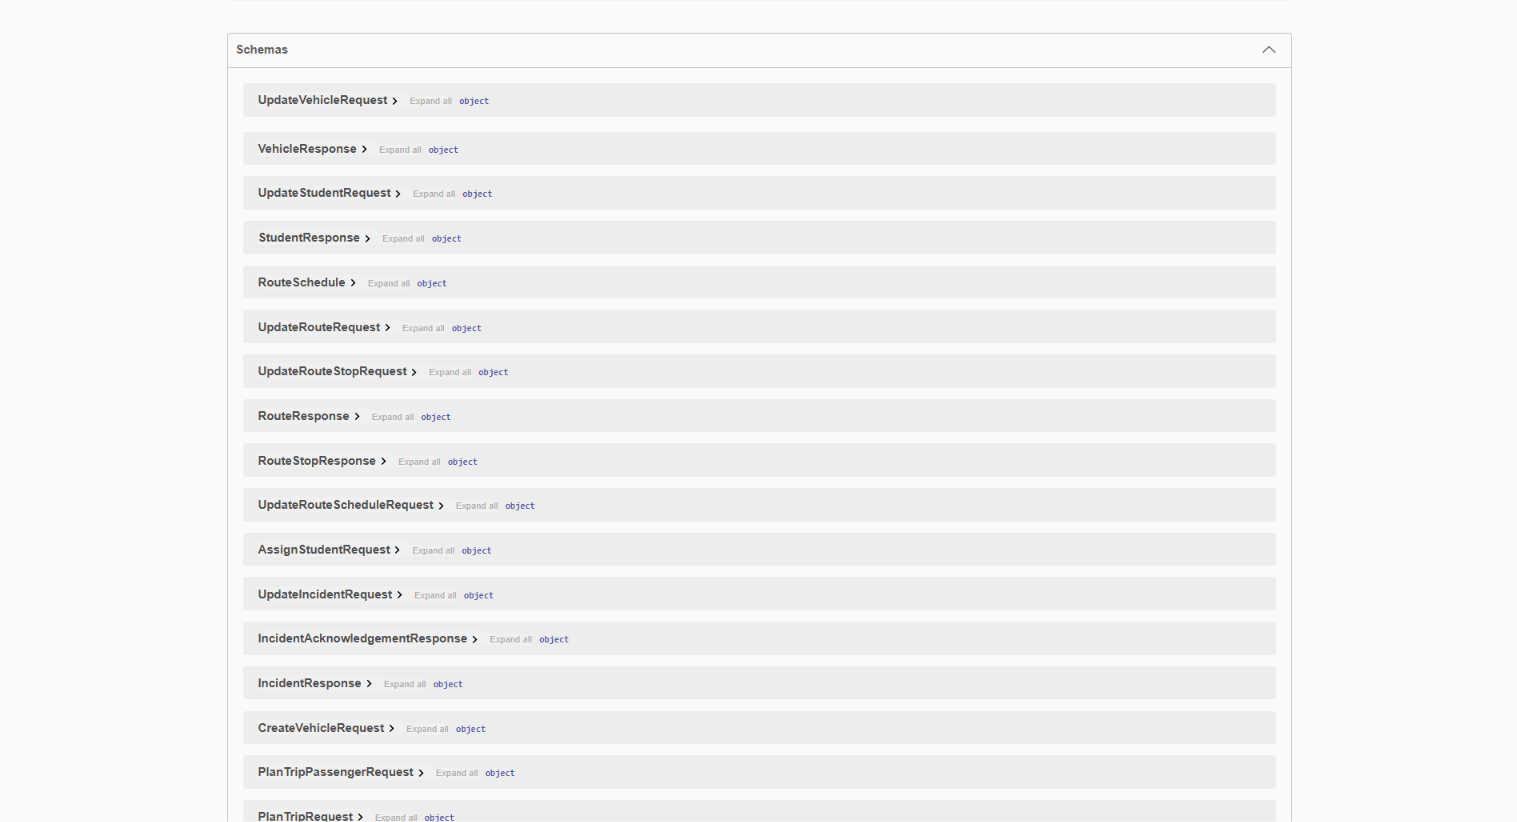 Schemas
UpdateVehicleRequest Expand all object
VehicleResponse Expand all object
UpdateStudentRequest Expand all object
StudentResponse Expand all object
RouteSchedule Expand all object
UpdateRouteRequest Expand all object
UpdateRouteStopRequest Expand all object
RouteResponse Expand all object
RouteStopResponse Expand all object
UpdateRouteScheduleRequest Expand all object
AssignStudentRequest Expand all object
UpdateIncidentRequest Expand all object
IncidentAcknowledgementResponse Expand all object
IncidentResponse Expand all object
CreateVehicleRequest Expand all object
PlanTripPassengerRequest Expand all object
PlanTripRequest Expand all object